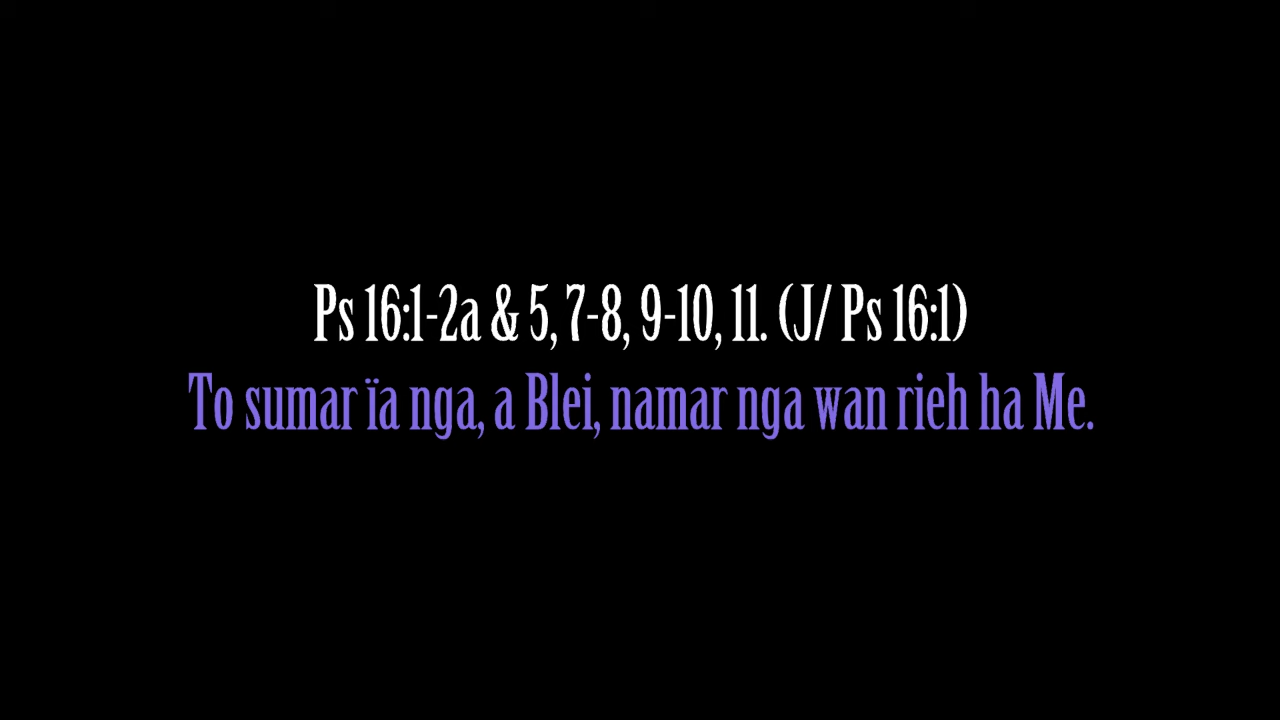 Ps 16:1-2a & 5, 7-8, 9-10, 11. (J/ Ps 16:1)
To sumar ïa nga, a Blei, namar nga wan rieh ha Me.